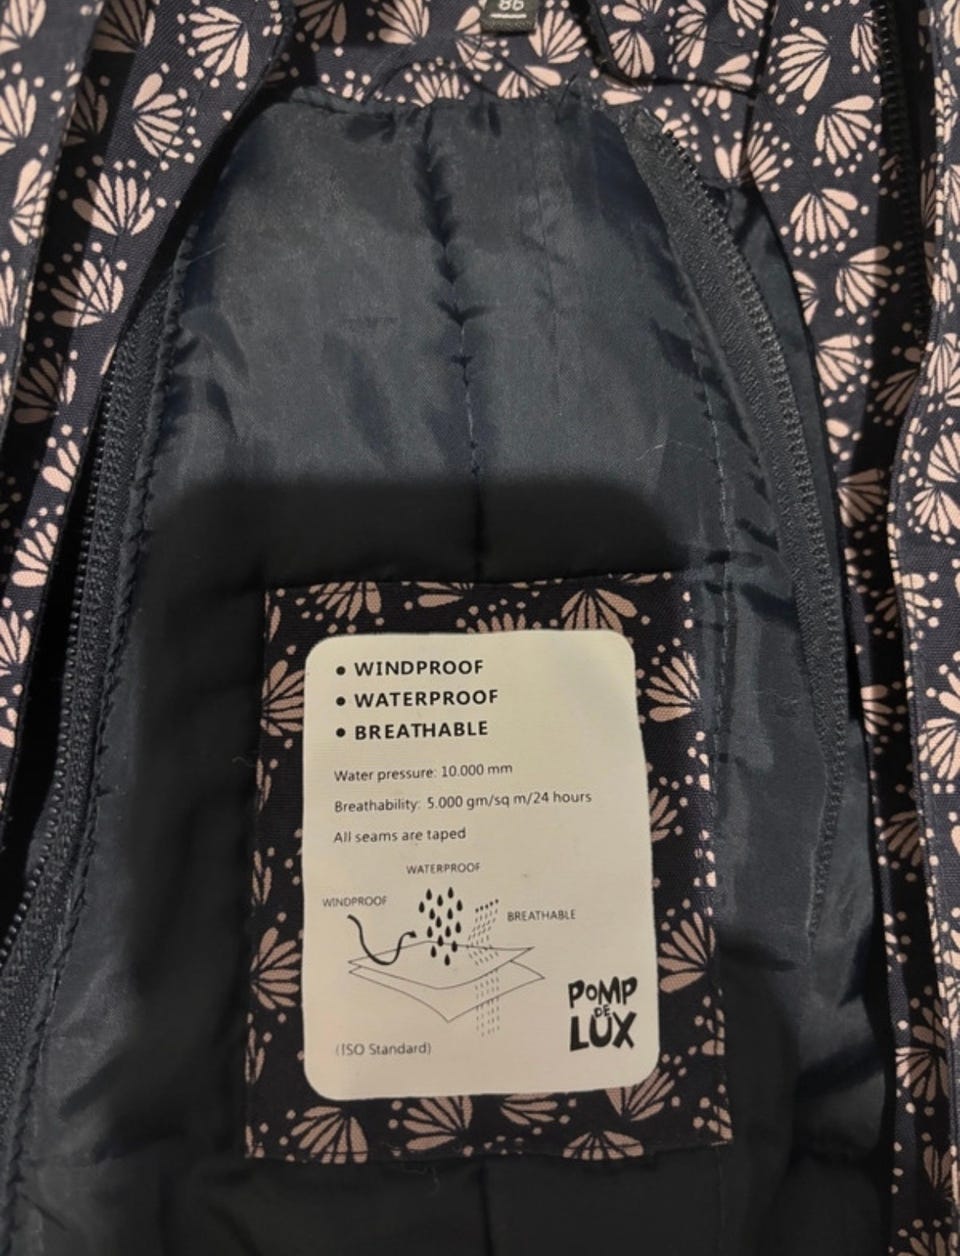 86
• WINDPROOF
• WATERPROOF
• BREATHABLE
Water pressure: 10.000 mm
Breathability: 5.000 gm/sq m/24 hours
All seams are taped
WATERPROOF
WINDPROOF
BREATHABLE
POMP
DE
LUX
(ISO Standard)